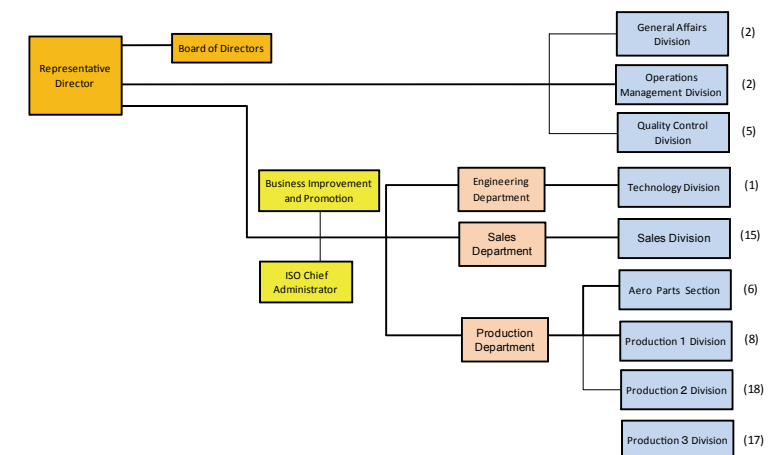 General Affairs
Division
(2)
Board of Directors
Representative
Director
Operations
Management Division
(2)
Quality Control
Division
(5)
Business Improvement
and Promotion
Engineering
Department
Technology Division
(1)
Sales
Department
Sales Division
(15)
ISO Chief
Administrator
Aero Parts Section
(6)
Production
Department
Production 1 Division
(8)
Production 2 Division
(18)
Production 3 Division
(17)